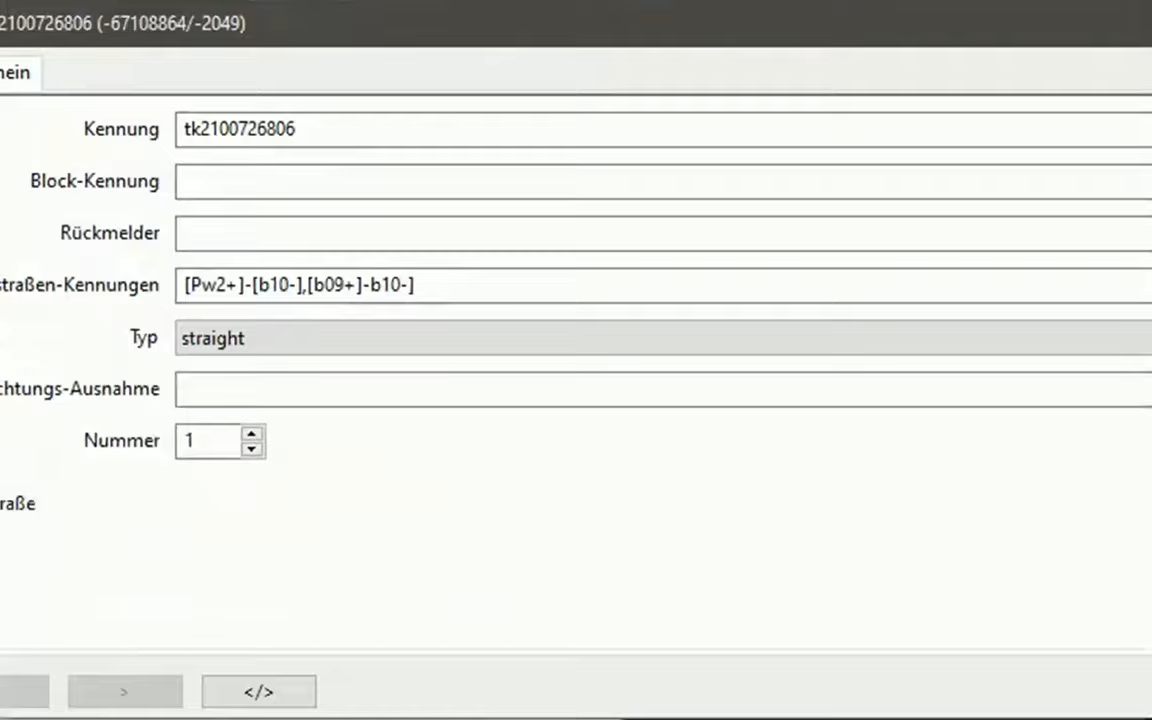 2100726806 (-67108864/-2049)
nein
Kennung tk2100726806
Block-Kennung
Rückmelder
straßen-Kennungen [Pw2+]-[b10-],[b09+]-b10-]
Typ straight
chtungs-Ausnahme
Nummer 1
raße
> </>